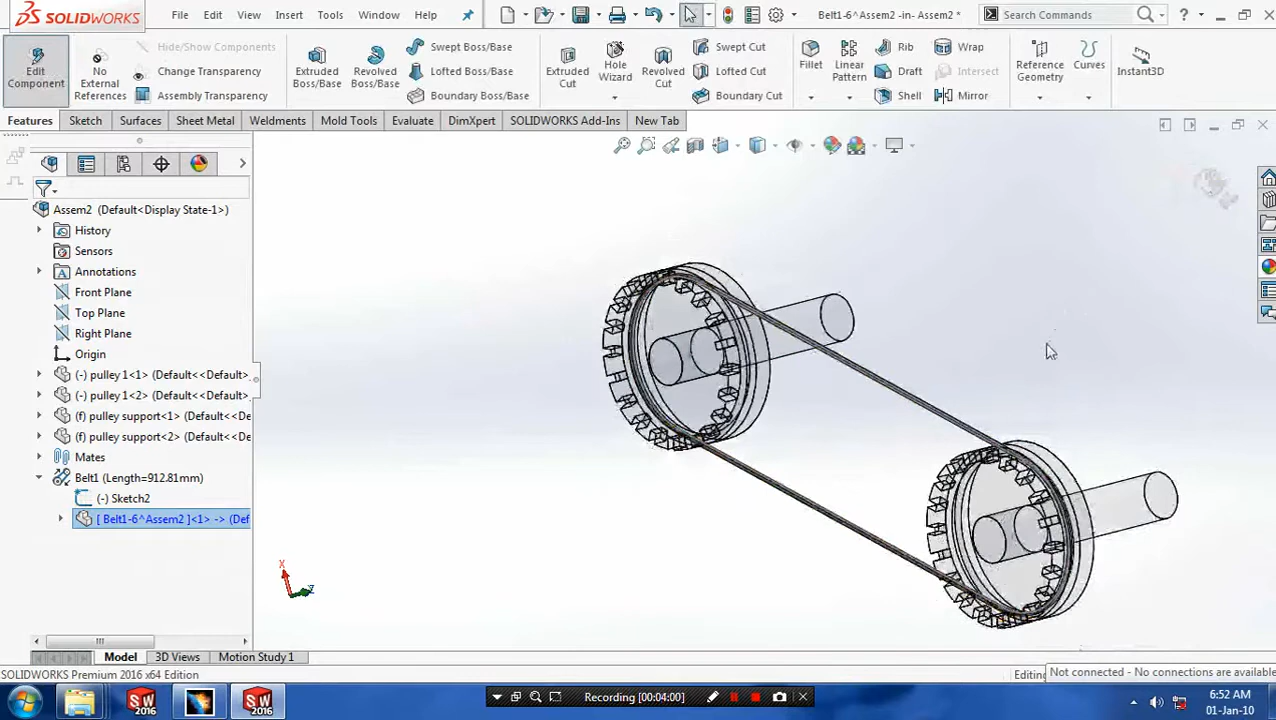 SOLIDWORKS File Edit View Insert Tools Window Help Belt1-6^Assem2 -in- Assem2 * Search Commands ?
Edit Component
No External References
Hide/Show Components
Change Transparency
Assembly Transparency
Extruded Boss/Base
Revolved Boss/Base
Swept Boss/Base
Lofted Boss/Base
Boundary Boss/Base
Extruded Cut
Hole Wizard
Revolved Cut
Swept Cut
Lofted Cut
Boundary Cut
Fillet
Linear Pattern
Rib
Draft
Shell
Wrap
Intersect
Mirror
Reference Geometry
Curves
Instant3D
Features Sketch Surfaces Sheet Metal Weldments Mold Tools Evaluate DimXpert SOLIDWORKS Add-Ins New Tab
Assem2 (Default<Display State-1>)
History
Sensors
A Annotations
Front Plane
Top Plane
Right Plane
Origin
(-) pulley 1<1> (Default<<Default>.
(-) pulley 1<2> (Default<<Default>.
(f) pulley support<1> (Default<<De
(f) pulley support<2> (Default<<De
Mates
Belt1 (Length=912.81mm)
(-) Sketch2
[ Belt1-6^Assem2 ]<1> -> (Def
X
Z
Model 3D Views Motion Study 1
SOLIDWORKS Premium 2016 x64 Edition
Editing
Not connected - No connections are available
SW 2016
SW 2016
Recording [00:04:00]
6:52 AM
01-Jan-10